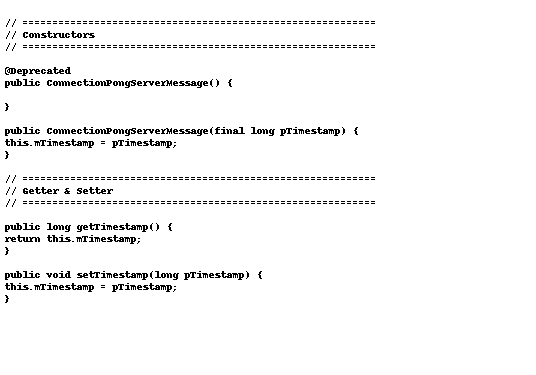 // ===========================================================
// Constructors
// ===========================================================
@Deprecated
public ConnectionPongServerMessage() {
}
public ConnectionPongServerMessage(final long pTimestamp) {
this.mTimestamp = pTimestamp;
}
// ===========================================================
// Getter & Setter
// ===========================================================
public long getTimestamp() {
return this.mTimestamp;
}
public void setTimestamp(long pTimestamp) {
this.mTimestamp = pTimestamp;
}